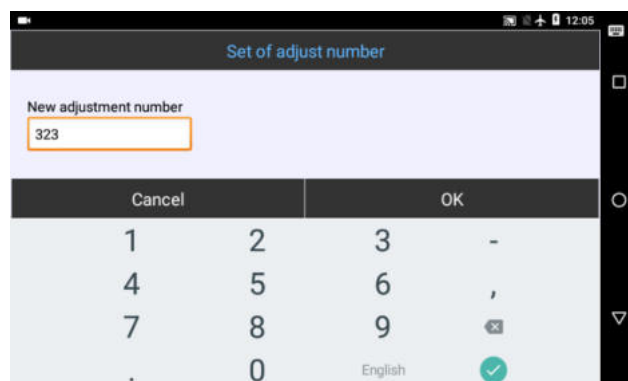 12:05
Set of adjust number
New adjustment number
323
Cancel OK
1 2 3 -
4 5 6 ,
7 8 9
. 0 English